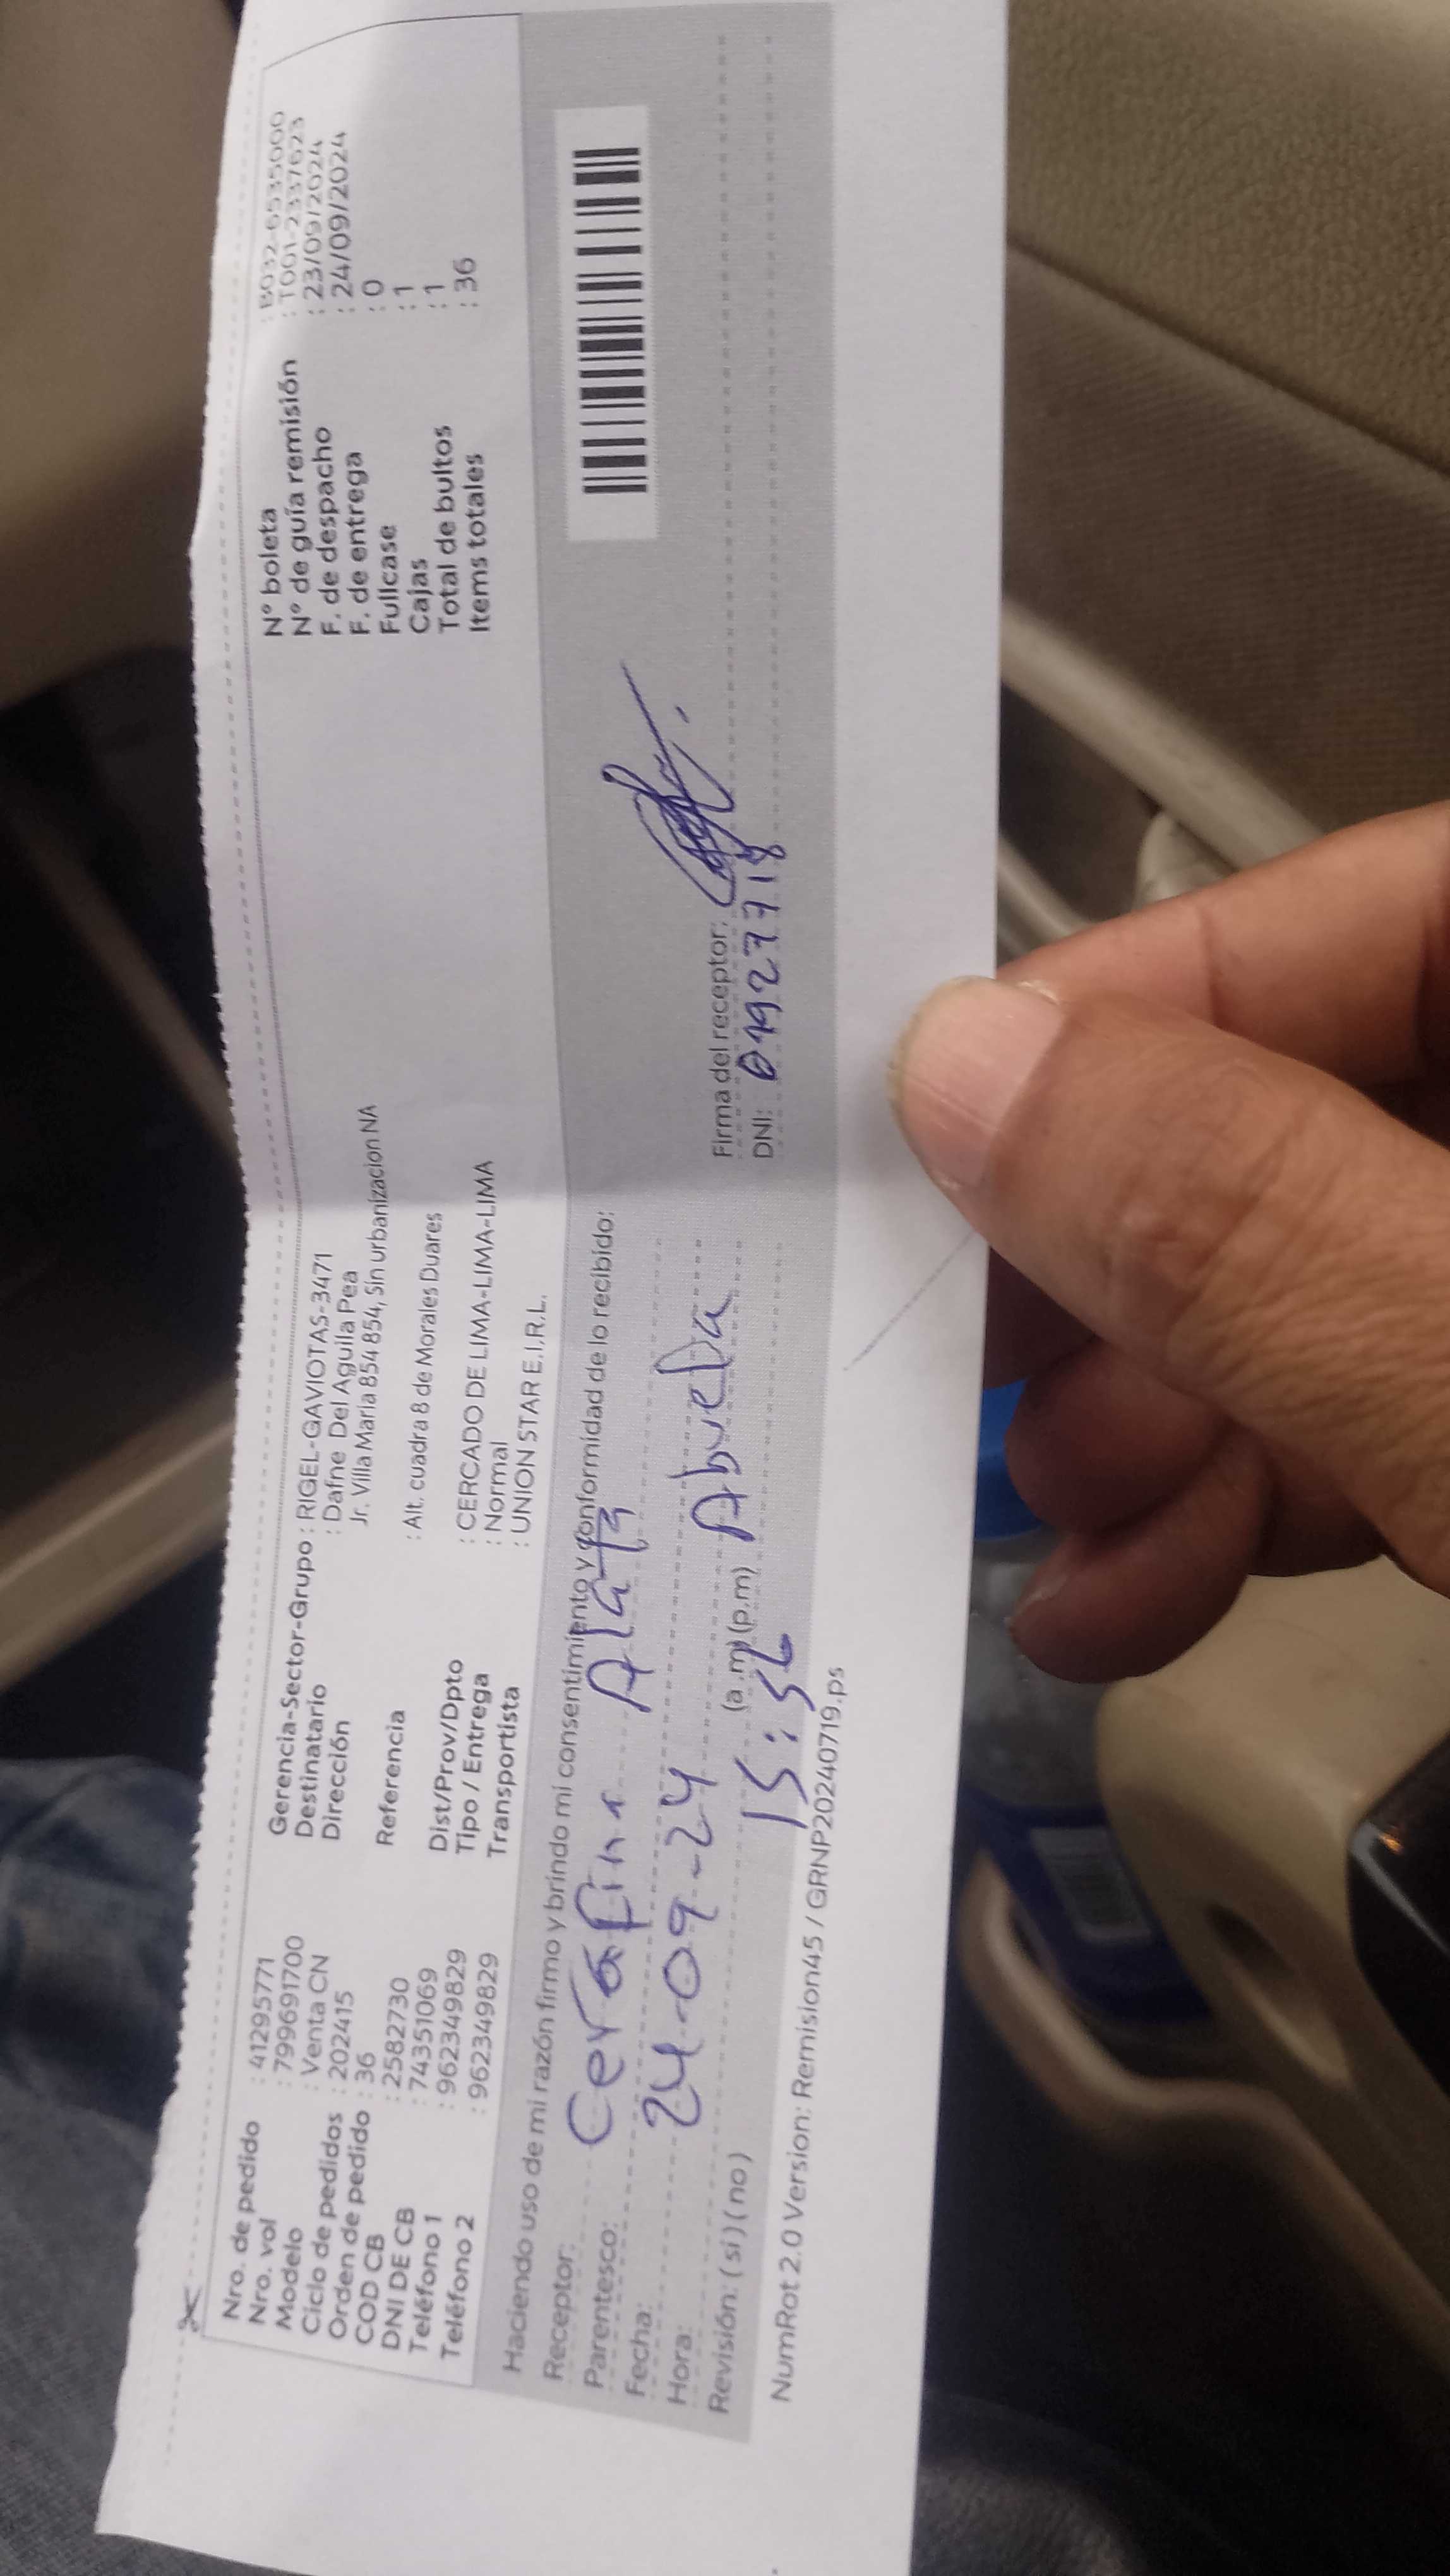 Nro. de pedido : 41295771
Nro. vol : 799691700
Modelo : Venta CN
Ciclo de pedidos : 202415
Orden de pedido : 36
COD CB : 2582730
DNI DE CB : 74351069
Teléfono 1 : 962349829
Teléfono 2 : 962349829
Gerencia-Sector-Grupo : RIGEL-GAVIOTAS-3471
Destinatario : Dafne Del Aguila Pea
Dirección Jr. Villa Maria 854 854, Sin urbanizacion NA
Referencia : Alt. cuadra 8 de Morales Duares
Dist/Prov/Dpto : CERCADO DE LIMA-LIMA-LIMA
Tipo / Entrega : Normal
Transportista : UNION STAR E.I.R.L.
N° boleta : B032-6535000
N° de guía remisión : T001-2337623
F. de despacho : 23/09/2024
F. de entrega : 24/09/2024
Fullcase : 0
Cajas : 1
Total de bultos : 1
Items totales : 36
Haciendo uso de mi razón firmo y brindo mi consentimiento y conformidad de lo recibido:
Receptor: Cerafina Alata
Parentesco: Abuela
Fecha: 24-09-24
Hora: 15:56 (a.m) (p.m)
Revisión: (si) (no)
Firma del receptor:
DNI:
NumRot 2.0 Version: Remision45 / GRNP20240719.ps